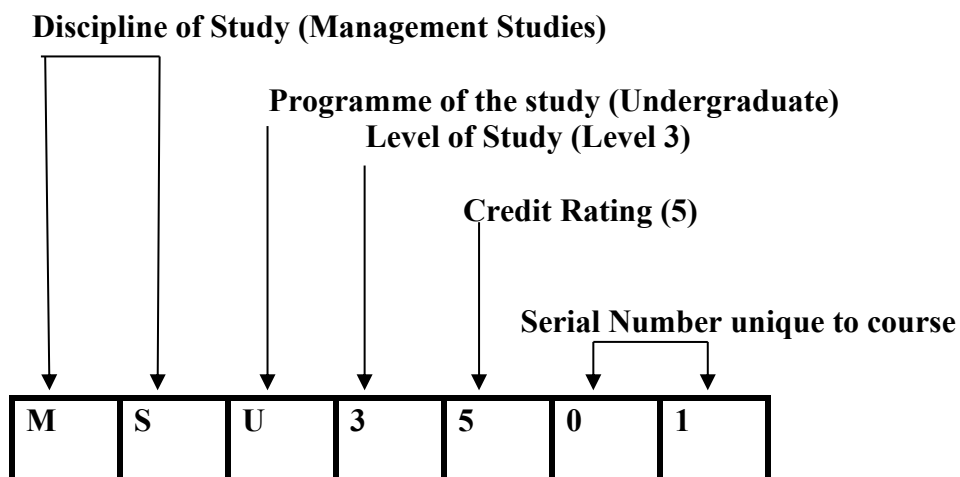 Discipline of Study (Management Studies)
Programme of the study (Undergraduate)
Level of Study (Level 3)
Credit Rating (5)
Serial Number unique to course
M S U 3 5 0 1